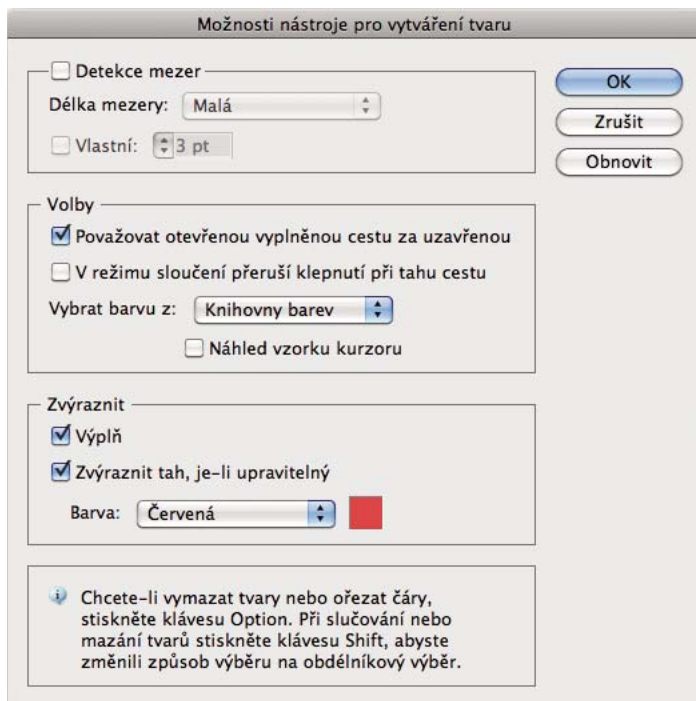 Možnosti nástroje pro vytváření tvaru
Detekce mezer
Délka mezery: Malá
Vlastní: 3 pt
OK
Zrušit
Obnovit
Volby
Považovat otevřenou vyplněnou cestu za uzavřenou
V režimu sloučení přeruší klepnutí při tahu cestu
Vybrat barvu z: Knihovny barev
Náhled vzorku kurzoru
Zvýraznit
Výplň
Zvýraznit tah, je-li upravitelný
Barva: Červená
Chcete-li vymazat tvary nebo ořezat čáry,
stiskněte klávesu Option. Při slučování nebo
mazání tvarů stiskněte klávesu Shift, abyste
změnili způsob výběru na obdélníkový výběr.